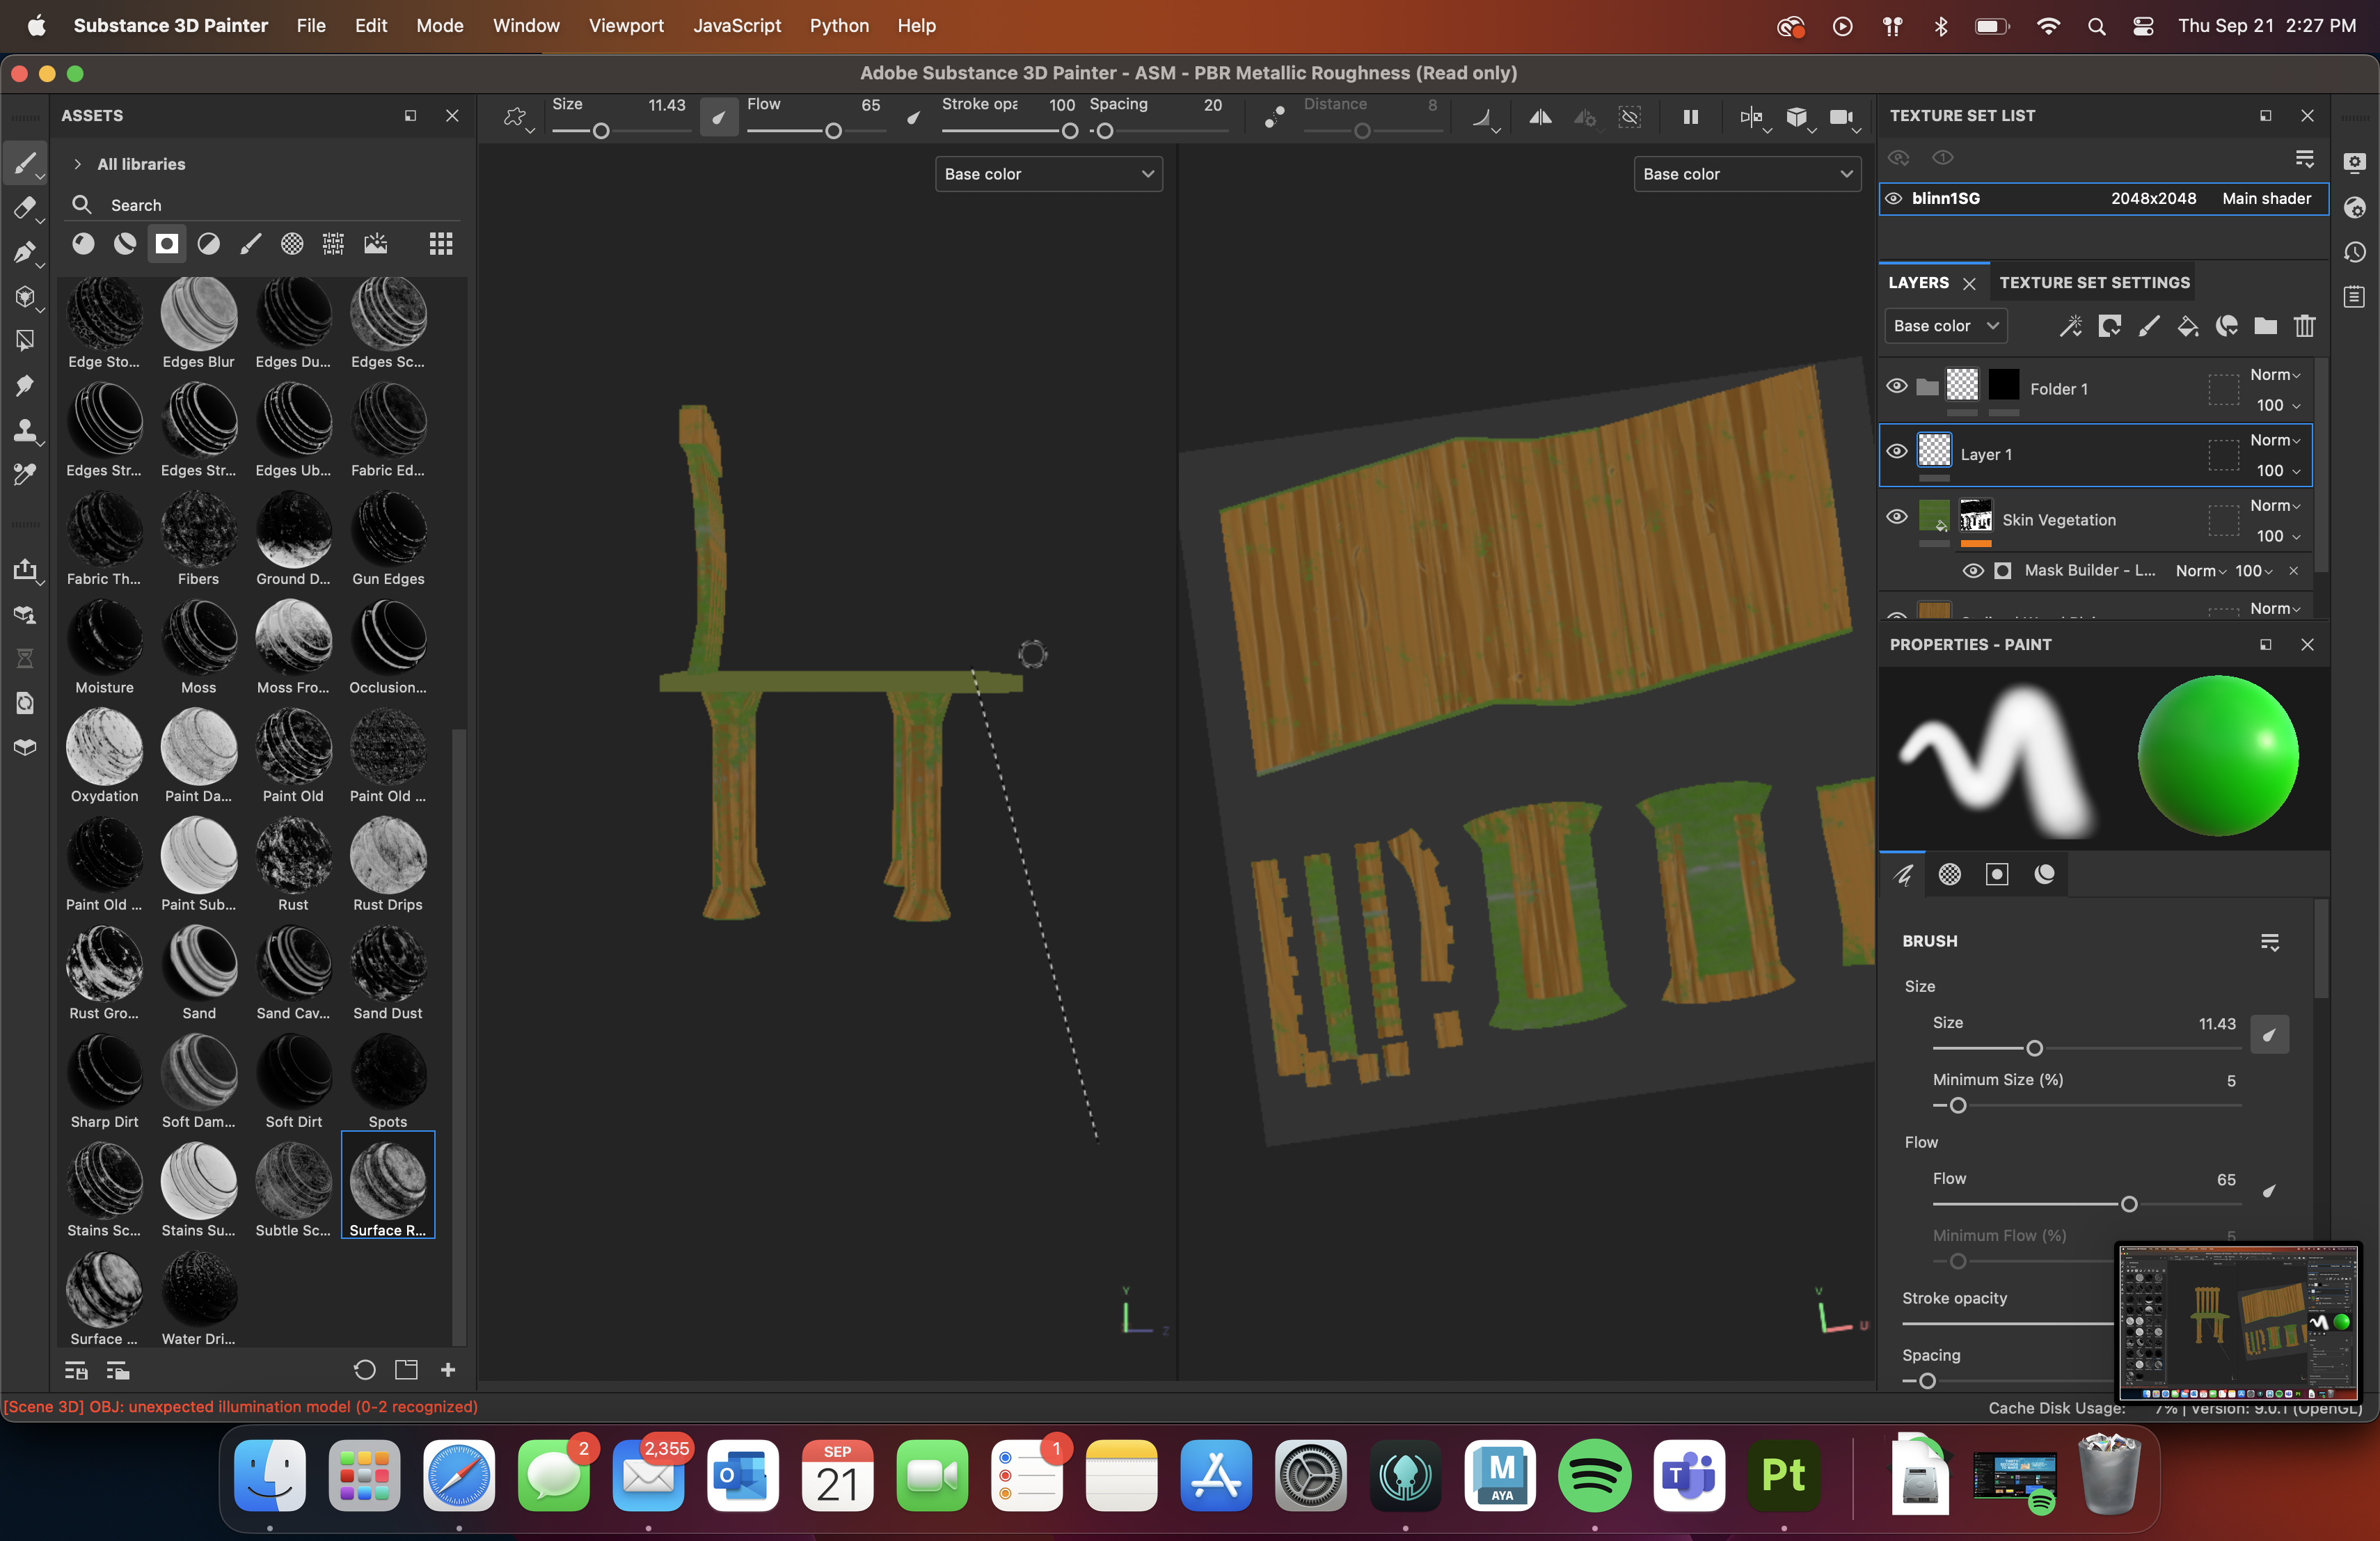 Substance 3D Painter File Edit Mode Window Viewport JavaScript Python Help Thu Sep 21 2:27 PM
Adobe Substance 3D Painter - ASM - PBR Metallic Roughness (Read only)
ASSETS
Size 11.43 Flow 65 Stroke opa 100 Spacing 20 Distance 8
All libraries
Search
Base color
Base color
Edge Sto... Edges Blur Edges Du... Edges Sc...
Edges Str... Edges Str... Edges Ub... Fabric Ed...
Fabric Th... Fibers Ground D... Gun Edges
Moisture Moss Moss Fro... Occlusion...
Oxydation Paint Da... Paint Old Paint Old ...
Paint Old ... Paint Sub... Rust Rust Drips
Rust Gro... Sand Sand Cav... Sand Dust
Sharp Dirt Soft Dam... Soft Dirt Spots
Stains Sc... Stains Su... Subtle Sc... Surface R...
Surface ... Water Dri...
Y
Z
V
U
TEXTURE SET LIST
blinn1SG 2048x2048 Main shader
LAYERS TEXTURE SET SETTINGS
Base color
Folder 1 Norm
100
Layer 1 Norm
100
Skin Vegetation Norm
100
Mask Builder - L... Norm 100
Norm
PROPERTIES - PAINT
BRUSH
Size
Size 11.43
Minimum Size (%) 5
Flow
Flow 65
Minimum Flow (%) 5
Stroke opacity
Spacing
[Scene 3D] OBJ: unexpected illumination model (0-2 recognized)
Cache Disk Usage: 7% | Version: 9.0.1 (OpenGL)
2 2,355 SEP 1
21
M
AYA
Pt